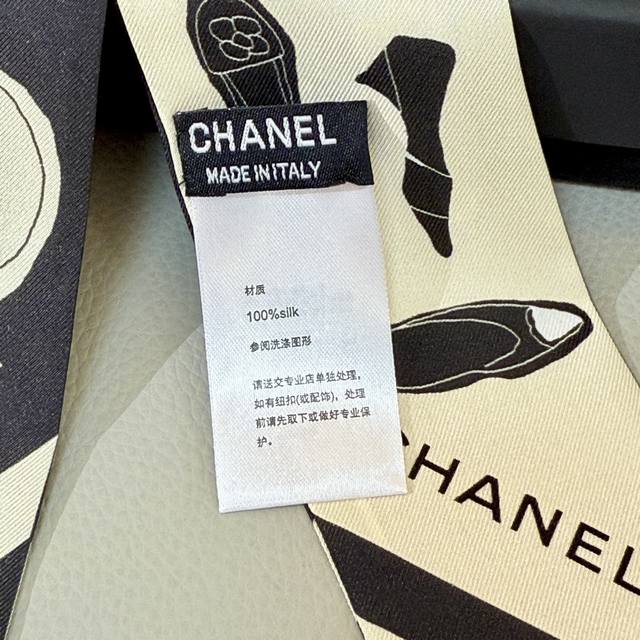 CHANEL
MADE IN ITALY
材质
100%silk
参阅洗涤图形
请送交专业店单独处理,
如有纽扣(或配饰), 处理
前请先取下或做好专业保
护。
CHANEL